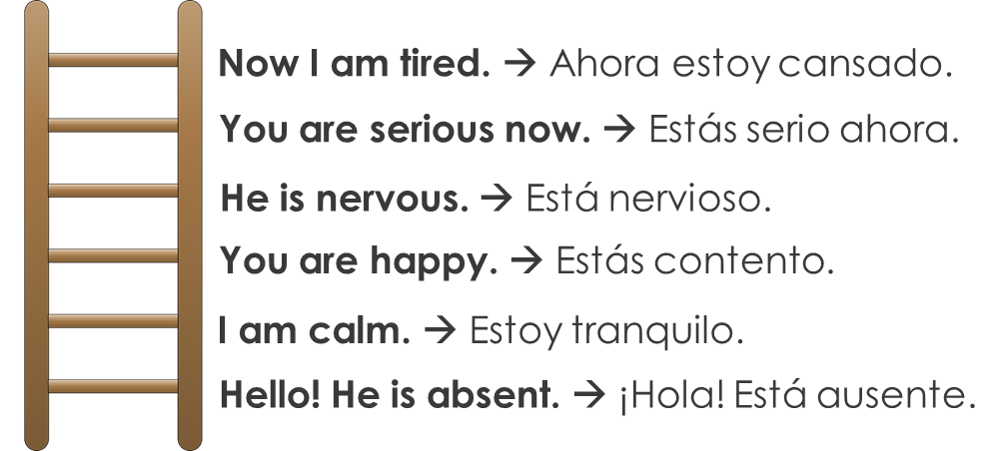 Now I am tired. → Ahora estoy cansado.
You are serious now. → Estás serio ahora.
He is nervous. → Está nervioso.
You are happy. → Estás contento.
I am calm. → Estoy tranquilo.
Hello! He is absent. → ¡Hola! Está ausente.